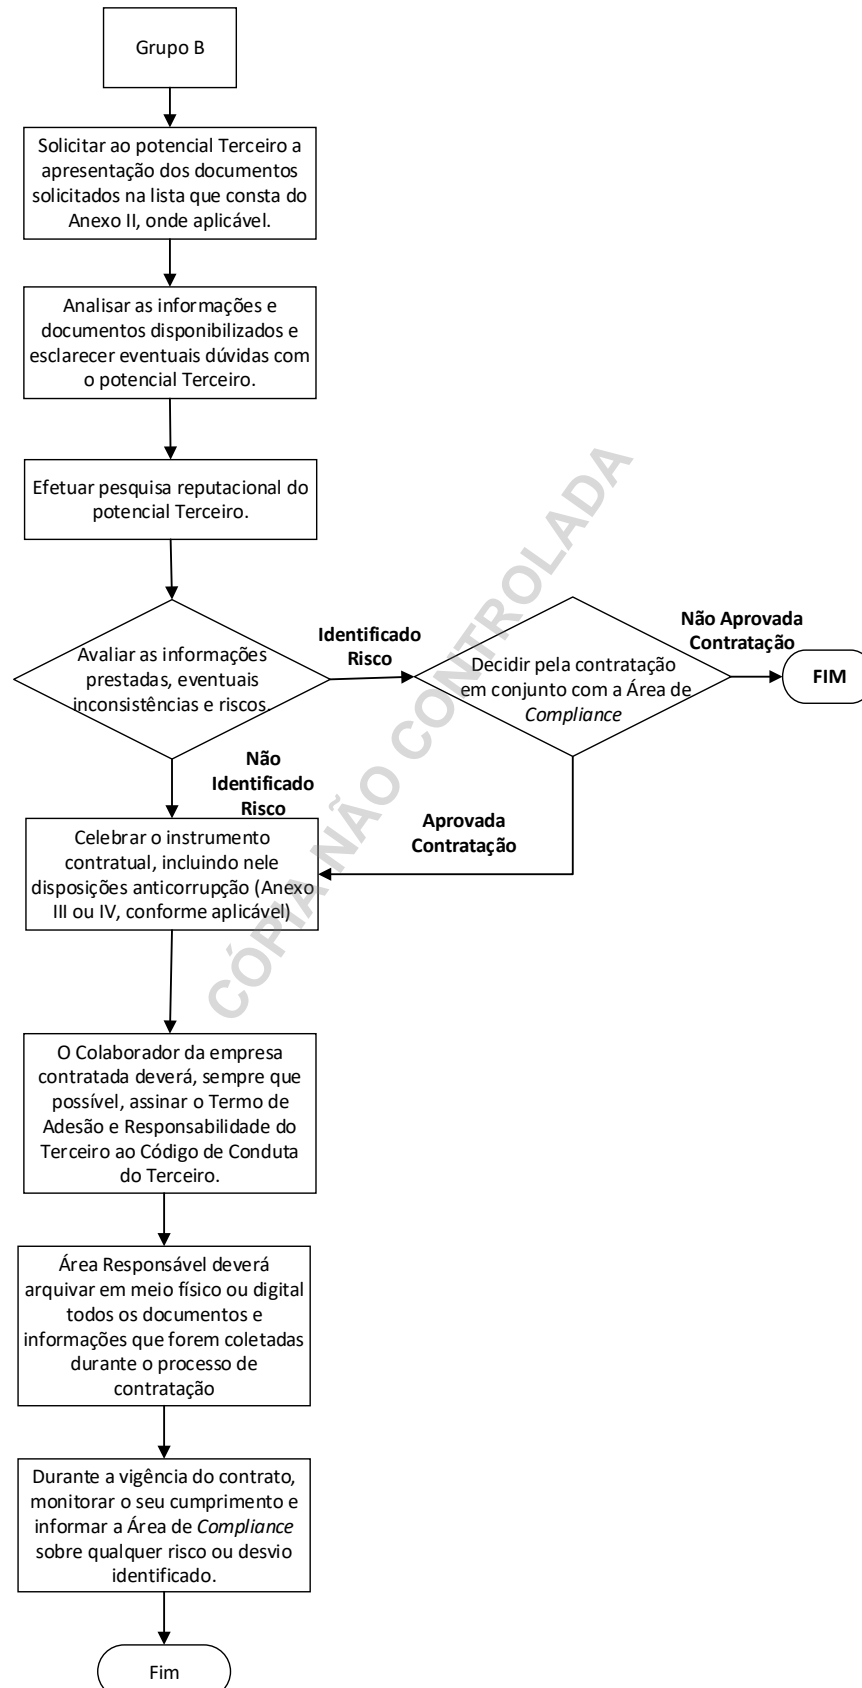 Grupo B
Solicitar ao potencial Terceiro a
apresentação dos documentos
solicitados na lista que consta do
Anexo II, onde aplicável.
Analisar as informações e
documentos disponibilizados e
esclarecer eventuais dúvidas com
o potencial Terceiro.
Efetuar pesquisa reputacional do
potencial Terceiro.
Avaliar as informações
prestadas, eventuais
inconsistências e riscos.
Identificado
Risco
Decidir pela contratação
em conjunto com a Área de
Compliance
Não Aprovada
Contratação
FIM
Não
Identificado
Risco
Aprovada
Contratação
Celebrar o instrumento
contratual, incluindo nele
disposições anticorrupção (Anexo
III ou IV, conforme aplicável)
O Colaborador da empresa
contratada deverá, sempre que
possível, assinar o Termo de
Adesão e Responsabilidade do
Terceiro ao Código de Conduta
do Terceiro.
Área Responsável deverá
arquivar em meio físico ou digital
todos os documentos e
informações que forem coletadas
durante o processo de
contratação
Durante a vigência do contrato,
monitorar o seu cumprimento e
informar a Área de Compliance
sobre qualquer risco ou desvio
identificado.
Fim
CÓPIA NÃO CONTROLADA